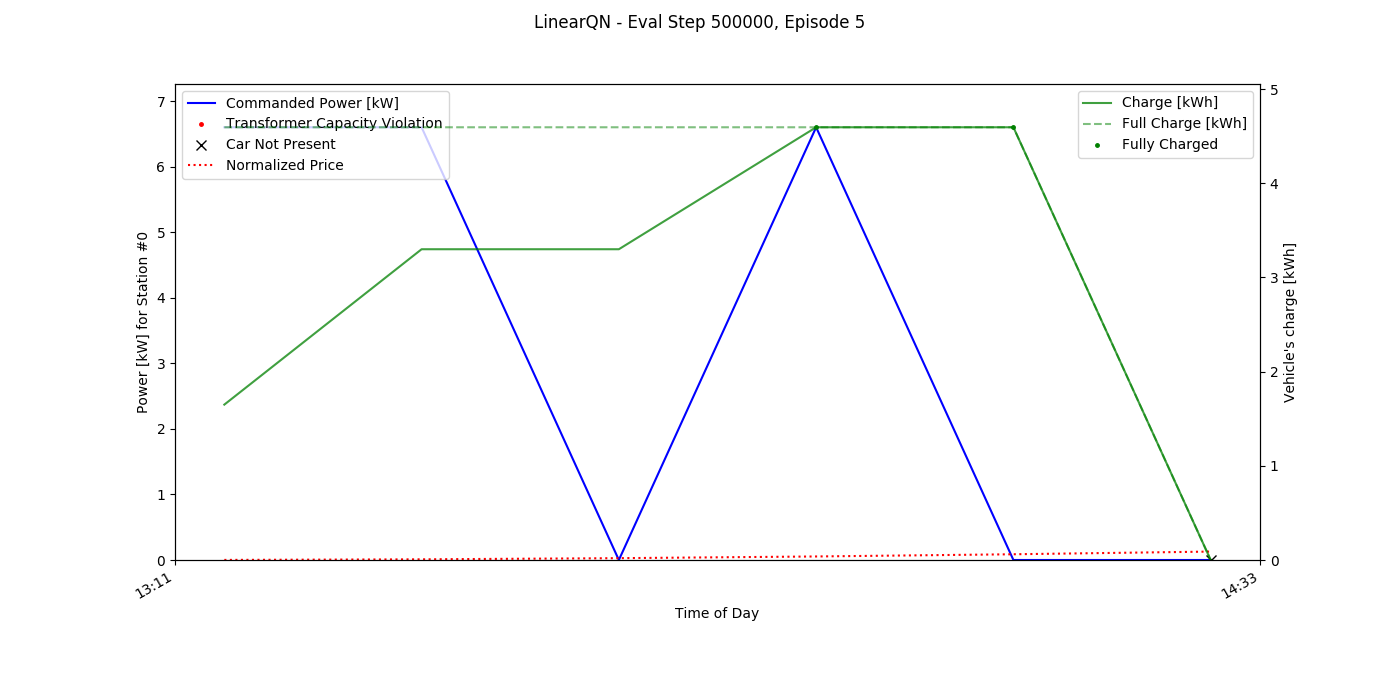 LinearQN - Eval Step 500000, Episode 5
7
6
5
4
3
2
1
0
Power [kW] for Station #0
Commanded Power [kW]
Transformer Capacity Violation
Car Not Present
Normalized Price
Charge [kWh]
Full Charge [kWh]
Fully Charged
5
4
3
2
1
0
Vehicle's charge [kWh]
13:11
14:33
Time of Day